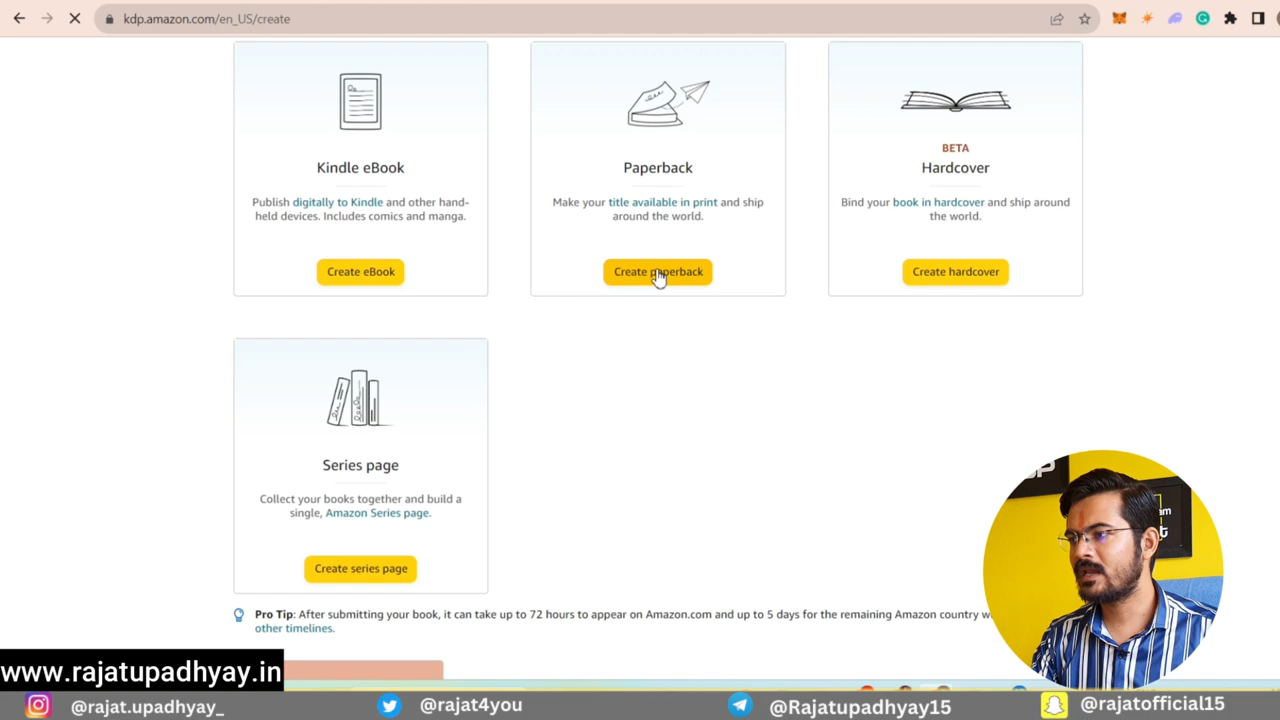 kdp.amazon.com/en_US/create
Kindle eBook
Publish digitally to Kindle and other hand-
held devices. Includes comics and manga.
Create eBook
Paperback
Make your title available in print and ship
around the world.
Create paperback
BETA
Hardcover
Bind your book in hardcover and ship around
the world.
Create hardcover
Series page
Collect your books together and build a
single, Amazon Series page.
Create series page
Pro Tip: After submitting your book, it can take up to 72 hours to appear on Amazon.com and up to 5 days for the remaining Amazon country
other timelines.
www.rajatupadhyay.in
@rajat.upadhyay_
@rajat4you
@Rajatupadhyay15
@rajatofficial15